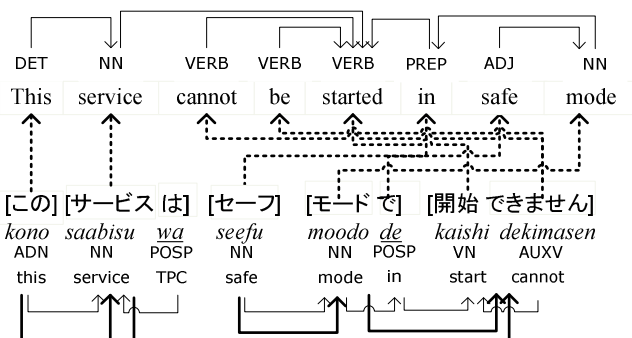 DET NN VERB VERB VERB PREP ADJ NN
This service cannot be started in safe mode
[この] [サービス は] [セーフ] [モード で] [開始 できません]
kono saabisu wa seefu moodo de kaishi dekimasen
ADN NN POSP NN NN POSP VN AUXV
this service TPC safe mode in start cannot